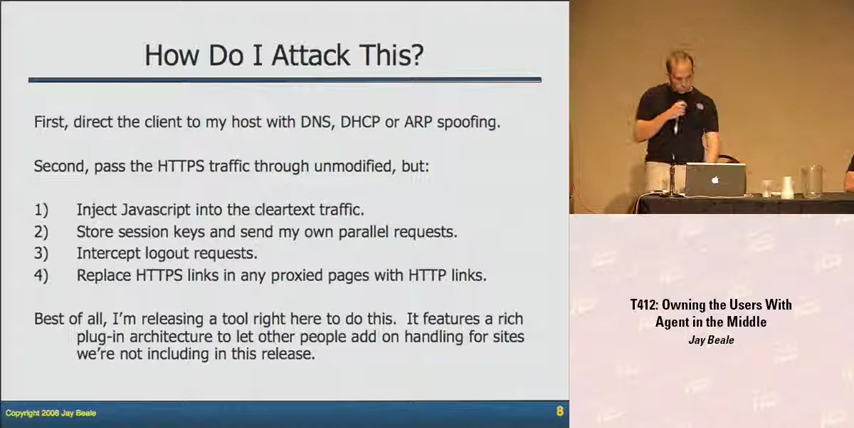 How Do I Attack This?
First, direct the client to my host with DNS, DHCP or ARP spoofing.
Second, pass the HTTPS traffic through unmodified, but:
1) Inject Javascript into the cleartext traffic.
2) Store session keys and send my own parallel requests.
3) Intercept logout requests.
4) Replace HTTPS links in any proxied pages with HTTP links.
Best of all, I'm releasing a tool right here to do this. It features a rich
plug-in architecture to let other people add on handling for sites
we're not including in this release.
Copyright 2008 Jay Beale
8
T412: Owning the Users With
Agent in the Middle
Jay Beale